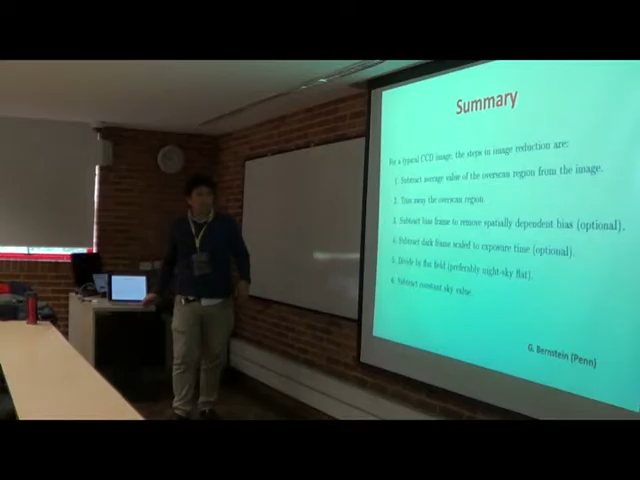 Summary
For a typical CCD image, the steps in image reduction are:
1. Subtract average value of the overscan region from the image.
2. Trim away the overscan region.
3. Subtract bias frame to remove spatially dependent bias (optional).
4. Subtract dark frame scaled to exposure time (optional).
5. Divide by flat field (preferably night-sky flat).
6. Subtract constant sky value.
G. Bernstein (Penn)